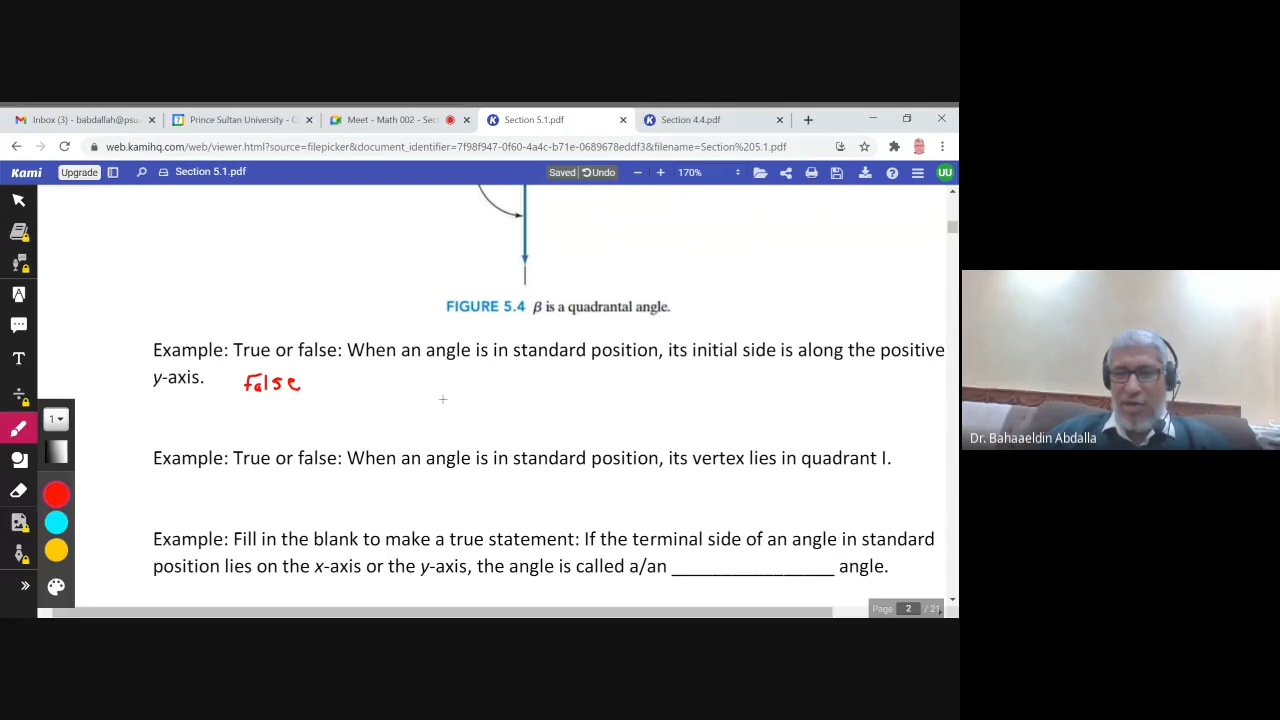 Inbox (3) - babdallah@psu
Prince Sultan University - C
Meet - Math 002 - Sec
Section 5.1.pdf
Section 4.4.pdf
web.kamihq.com/web/viewer.html?source=filepicker&document_identifier=7f98f947-0f60-4a4c-b71e-0689678eddf3&filename=Section%205.1.pdf
Kami Upgrade Section 5.1.pdf Saved Undo 170% UU
FIGURE 5.4 β is a quadrantal angle.
Example: True or false: When an angle is in standard position, its initial side is along the positive
y-axis. False
Example: True or false: When an angle is in standard position, its vertex lies in quadrant I.
Example: Fill in the blank to make a true statement: If the terminal side of an angle in standard
position lies on the x-axis or the y-axis, the angle is called a/an ________________ angle.
Page 2 / 21
1
T
A
Dr. Bahaaeldin Abdalla